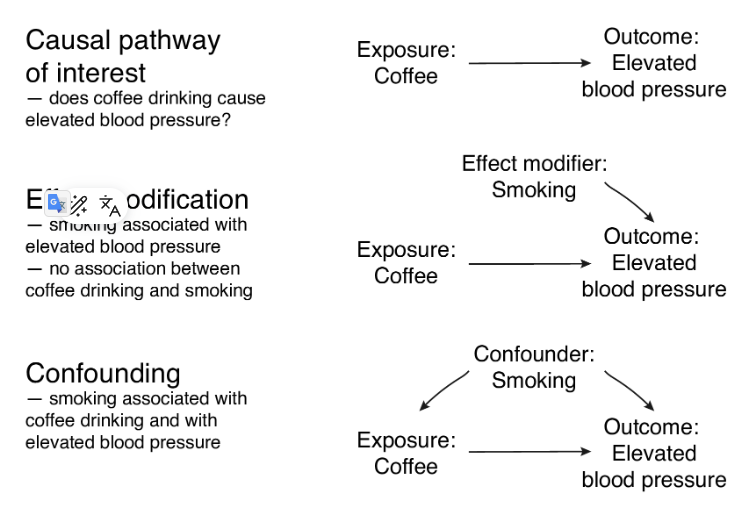 Causal pathway
of interest
— does coffee drinking cause
elevated blood pressure?
Exposure:
Coffee
Outcome:
Elevated
blood pressure
odification
— smoking associated with
elevated blood pressure
— no association between
coffee drinking and smoking
Effect modifier:
Smoking
Exposure:
Coffee
Outcome:
Elevated
blood pressure
Confounding
— smoking associated with
coffee drinking and with
elevated blood pressure
Confounder:
Smoking
Exposure:
Coffee
Outcome:
Elevated
blood pressure